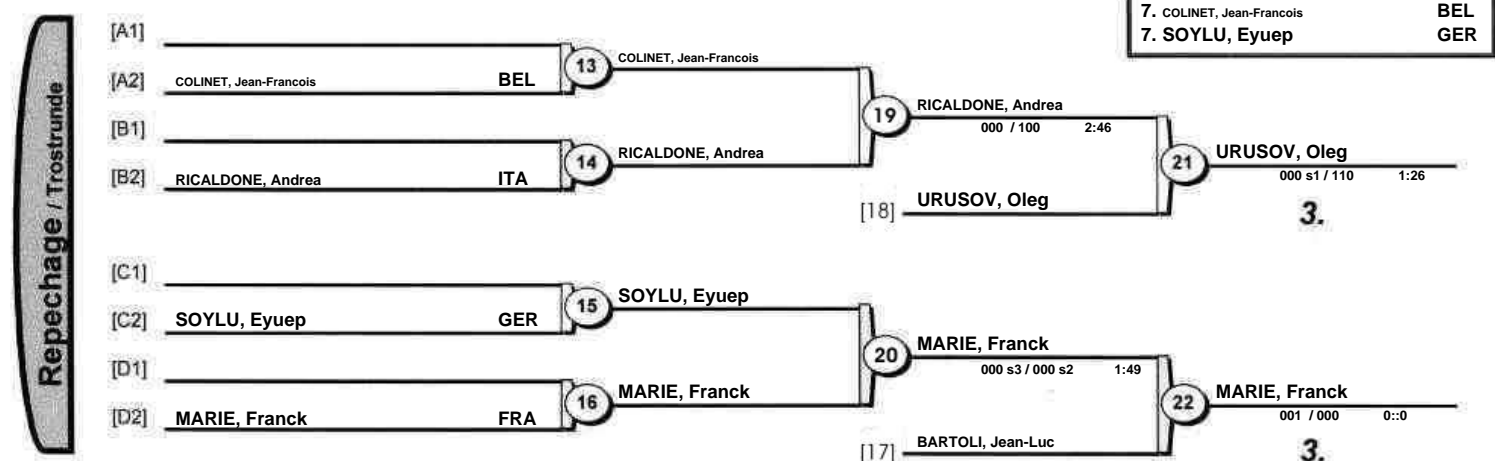 7. COLINET, Jean-Francois BEL
7. SOYLU, Eyuep GER
Repechage / Trostrunde
[A1]
[A2] COLINET, Jean-Francois BEL
13 COLINET, Jean-Francois
[B1]
[B2] RICALDONE, Andrea ITA
14 RICALDONE, Andrea
19 RICALDONE, Andrea
000 / 100 2:46
[18] URUSOV, Oleg
21 URUSOV, Oleg
000 s1 / 110 1:26
3.
[C1]
[C2] SOYLU, Eyuep GER
15 SOYLU, Eyuep
[D1]
[D2] MARIE, Franck FRA
16 MARIE, Franck
20 MARIE, Franck
000 s3 / 000 s2 1:49
[17] BARTOLI, Jean-Luc
22 MARIE, Franck
001 / 000 0::0
3.